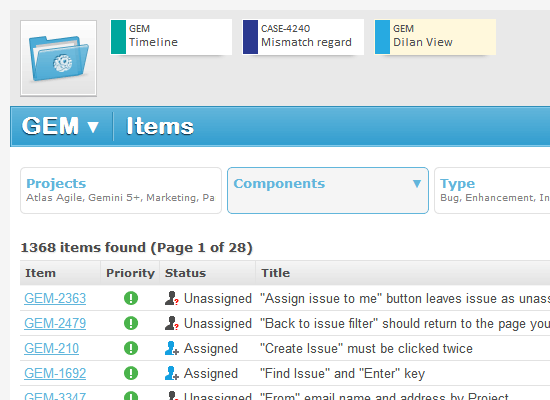 GEM
Timeline
CASE-4240
Mismatch regard
GEM
Dilan View
GEM ▼ Items
Projects
Atlas Agile, Gemini 5+, Marketing, Pa
Components ▼
Type
Bug, Enhancement, In
1368 items found (Page 1 of 28)
Item Priority Status Title
GEM-2363 Unassigned "Assign issue to me" button leaves issue as unass
GEM-2479 Unassigned "Back to issue filter" should return to the page you
GEM-210 Assigned "Create Issue" must be clicked twice
GEM-1692 Assigned "Find Issue" and "Enter" key
GEM-3347 Unassigned "From" email name and address by Project